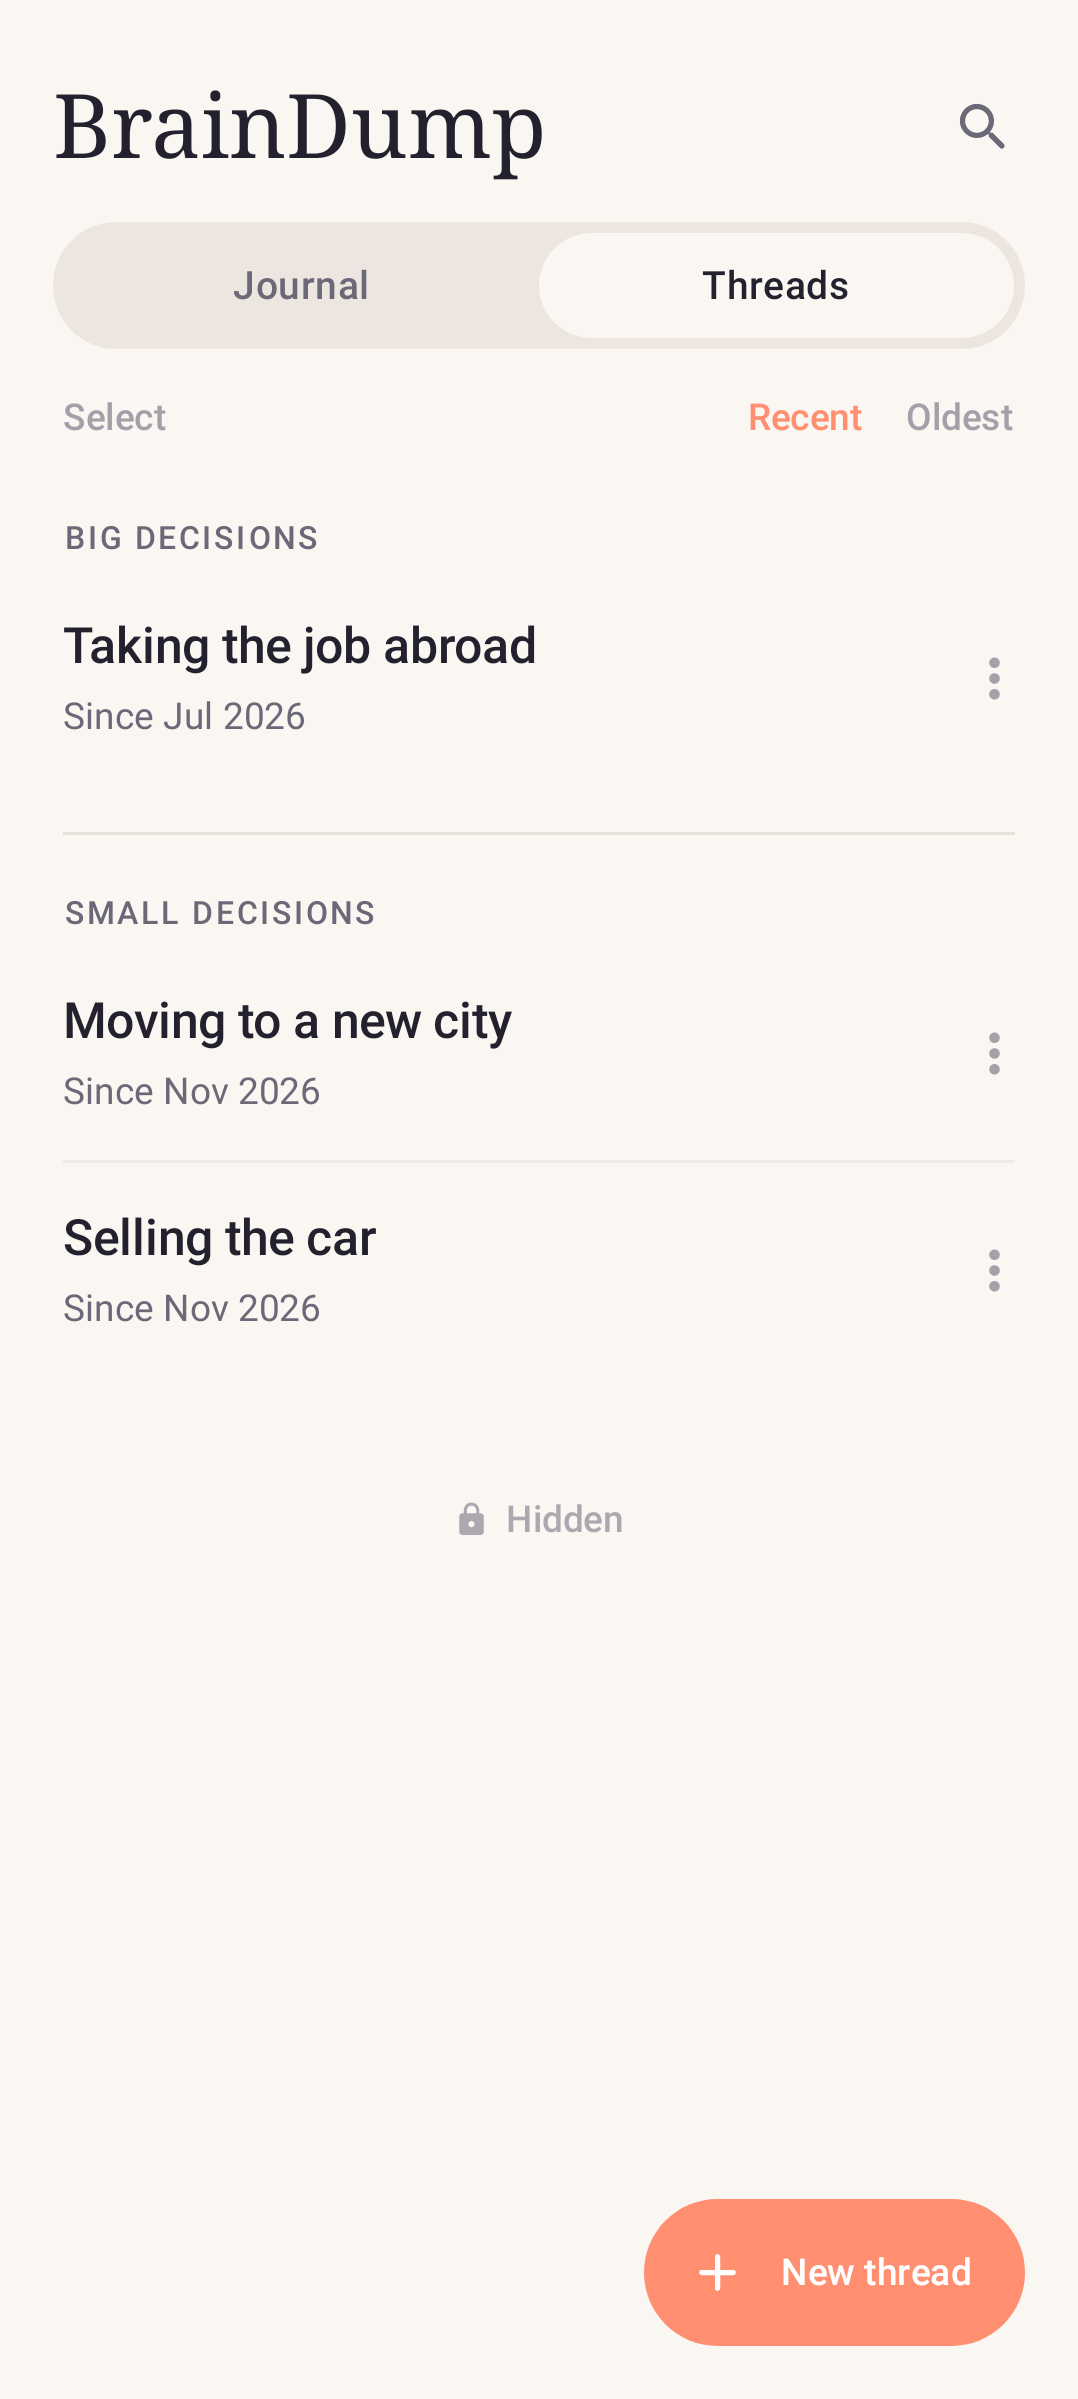 BrainDump
Journal Threads
Select Recent Oldest
BIG DECISIONS
Taking the job abroad
Since Jul 2026
SMALL DECISIONS
Moving to a new city
Since Nov 2026
Selling the car
Since Nov 2026
Hidden
New thread